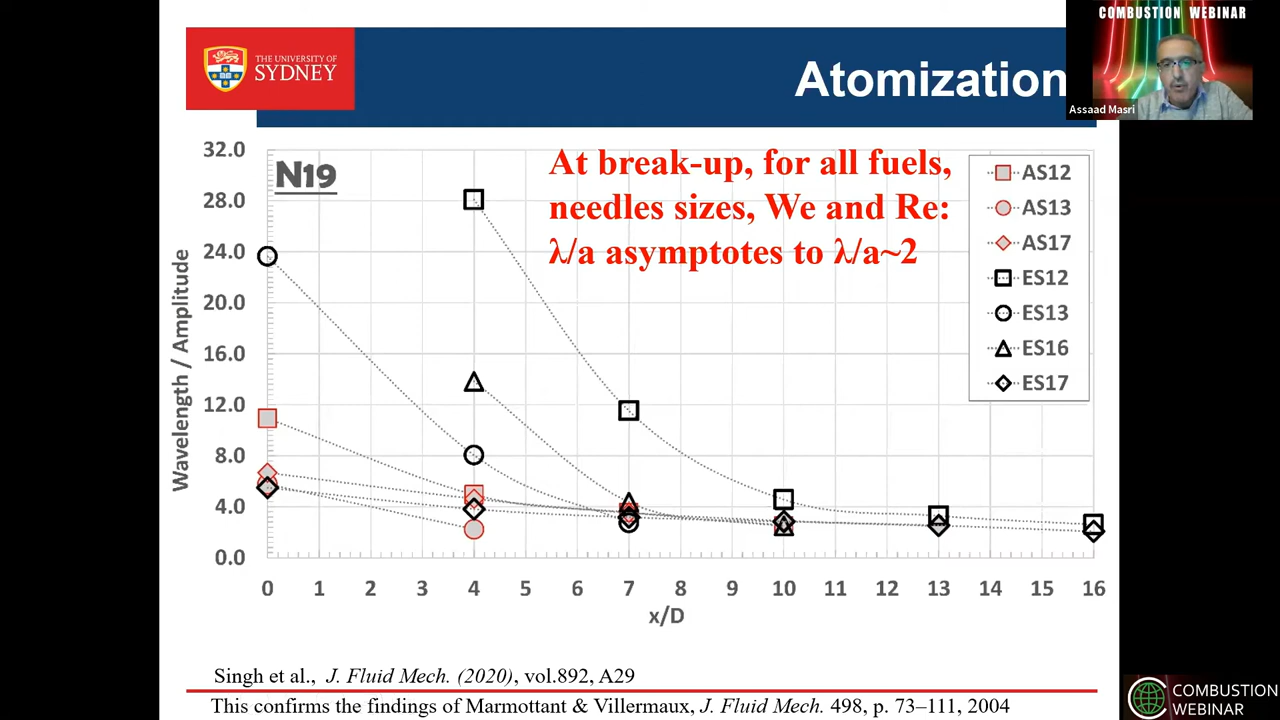 COMBUSTION WEBINAR
Assaad Masri
THE UNIVERSITY OF
SYDNEY
Atomization
N19
At break-up, for all fuels,
needles sizes, We and Re:
λ/a asymptotes to λ/a~2
AS12
AS13
AS17
ES12
ES13
ES16
ES17
Wavelength / Amplitude
32.0
28.0
24.0
20.0
16.0
12.0
8.0
4.0
0.0
0 1 2 3 4 5 6 7 8 9 10 11 12 13 14 15 16
x/D
Singh et al., J. Fluid Mech. (2020), vol.892, A29
This confirms the findings of Marmottant & Villermaux, J. Fluid Mech. 498, p. 73–111, 2004
COMBUSTION
WEBINAR